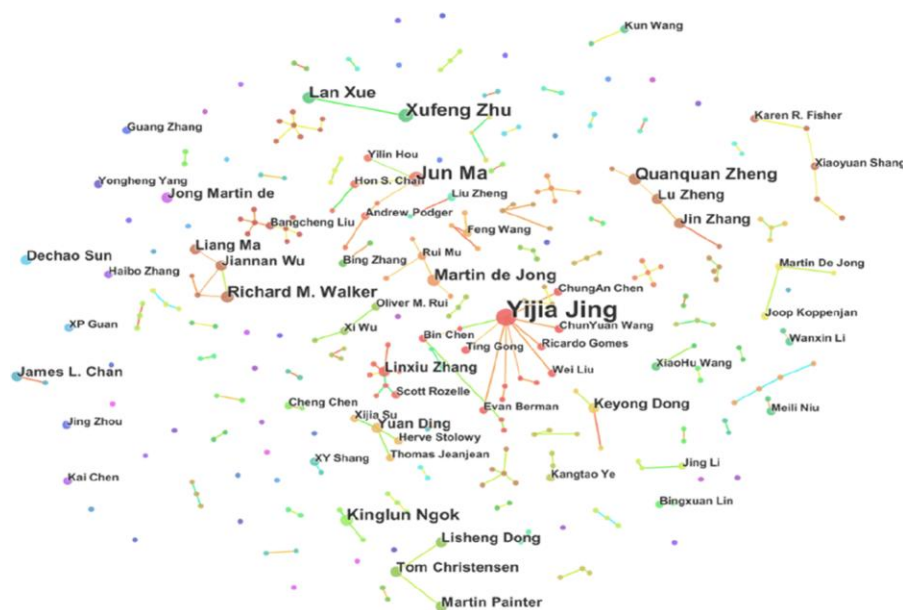 Kun Wang
Lan Xue
Xufeng Zhu
Karen R. Fisher
Guang Zhang
Yilin Hou
Xiaoyuan Shang
Jun Ma
Quanquan Zheng
Yongheng Yang
Hon S. Chan
Jong Martin de
Liu Zheng
Lu Zheng
Andrew Podger
Bangcheng Liu
Jin Zhang
Feng Wang
Liang Ma
Rui Mu
Dechao Sun
Jiannan Wu
Bing Zhang
Martin De Jong
Haibo Zhang
Martin de Jong
Richard M. Walker
ChungAn Chen
Oliver M. Rui
Yijia Jing
Joop Koppenjan
XP Guan
Xi Wu
Bin Chen
ChunYuan Wang
Wanxin Li
Ting Gong
Ricardo Gomes
Linxiu Zhang
Wei Liu
XiaoHu Wang
James L. Chan
Scott Rozelle
Cheng Chen
Evan Berman
Keyong Dong
Meili Niu
Xijia Su
Jing Zhou
Yuan Ding
Herve Stolowy
XY Shang
Thomas Jeanjean
Jing Li
Kai Chen
Kangtao Ye
Bingxuan Lin
Kinglun Ngok
Lisheng Dong
Tom Christensen
Martin Painter